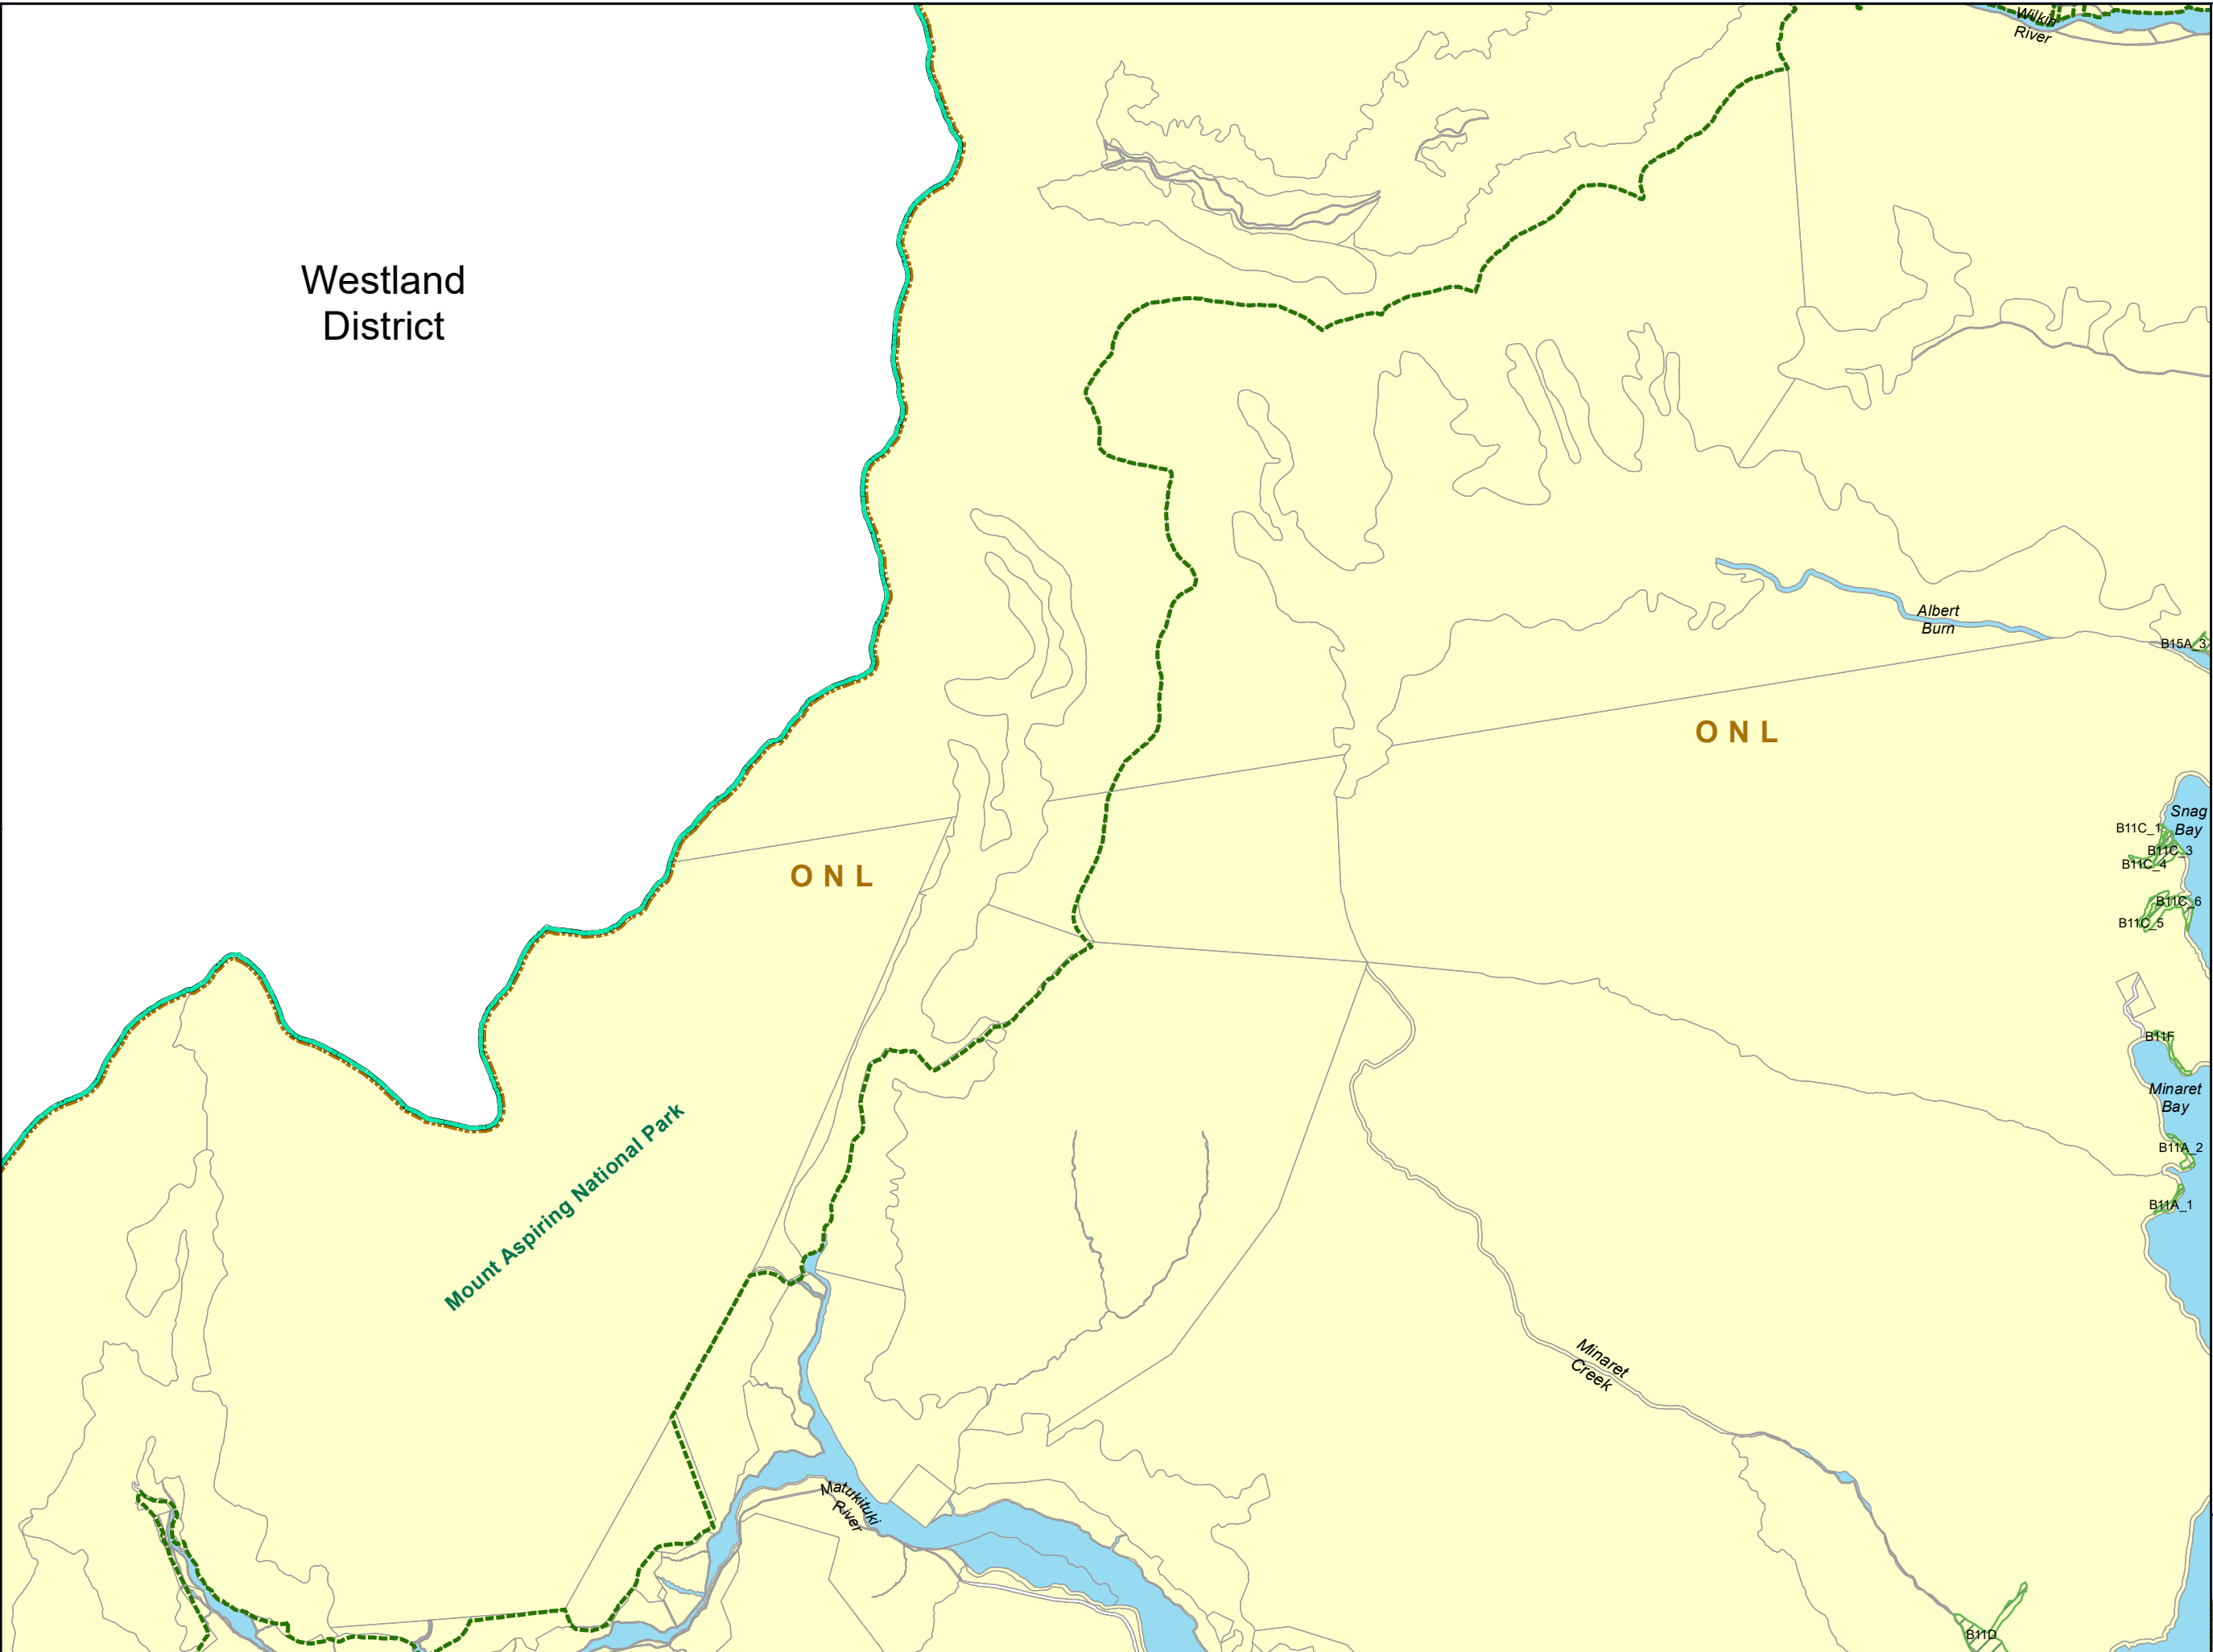 Wilkin
River
Westland
District
Albert
Burn
B15A_3
ONL
Snag
Bay
B11C_1
B11C_3
B11C_4
ONL
B11C_6
B11C_5
B11F
Minaret
Bay
Mount Aspiring National Park
B11A_2
B11A_1
Minaret
Creek
Matukituki
River
B11D